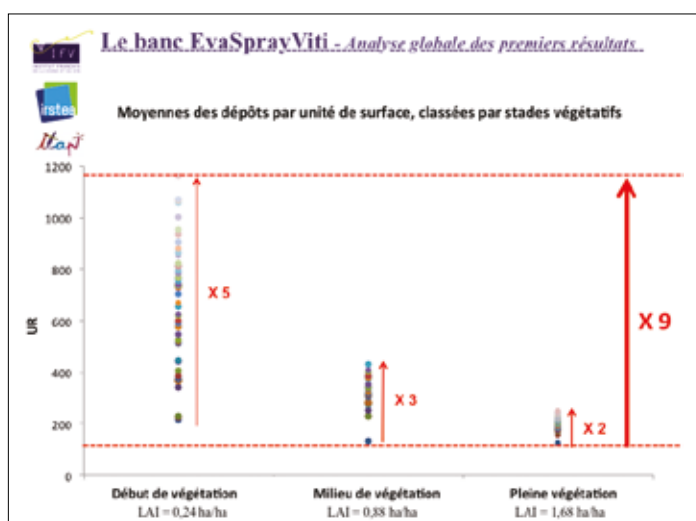 Le banc EvaSprayViti - Analyse globale des premiers résultats
irstea
Moyennes des dépôts par unité de surface, classées par stades végétatifs
1200
1000
800
600
400
200
0
UR
X 5
X 3
X 2
X 9
Début de végétation
LAI = 0,24 ha/ha
Milieu de végétation
LAI = 0,88 ha/ha
Pleine végétation
LAI = 1,68 ha/ha